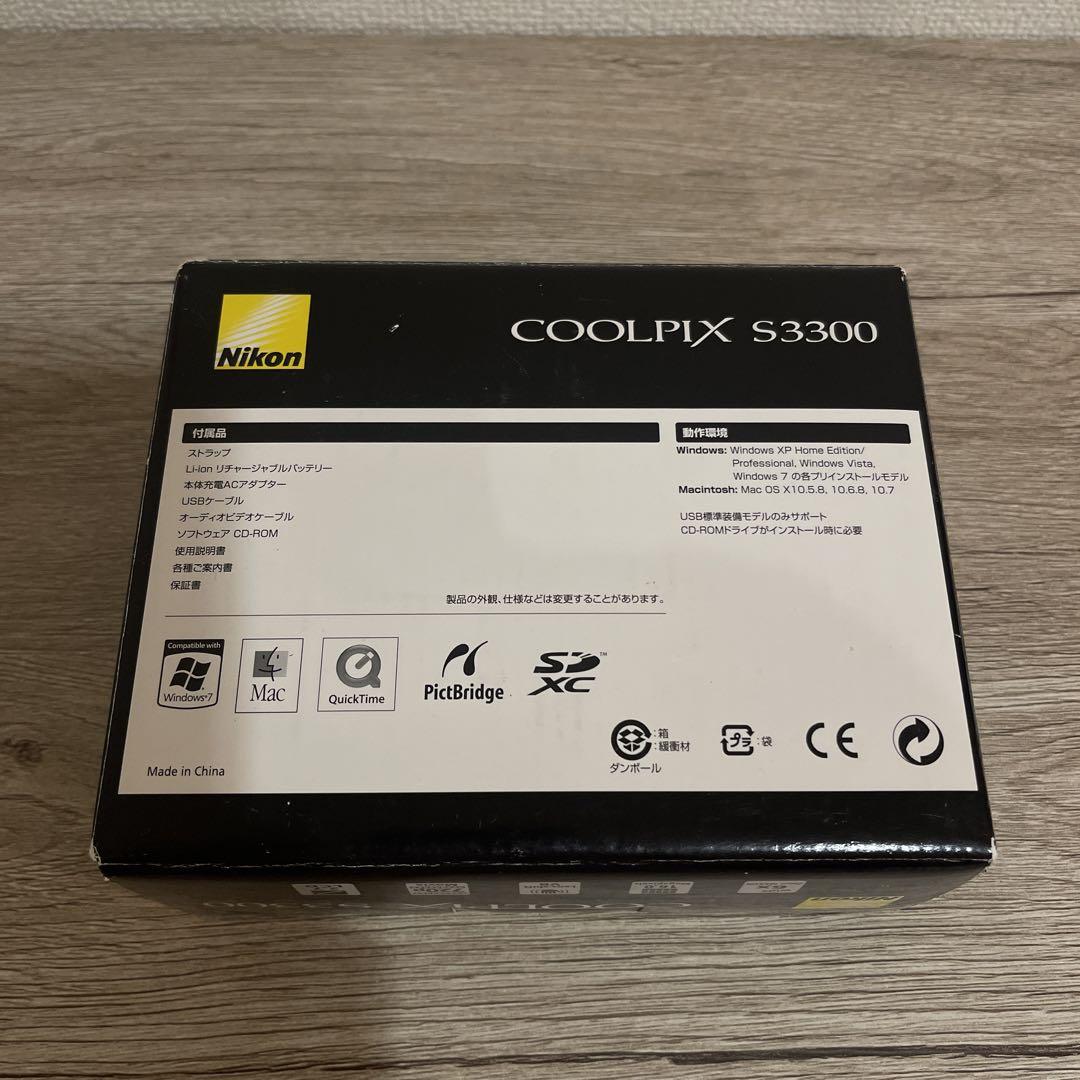 Nikon
COOLPIX S3300
付属品
ストラップ
Li-ion リチャージャブルバッテリー
本体充電ACアダプター
USBケーブル
オーディオビデオケーブル
ソフトウェア CD-ROM
使用説明書
各種ご案内書
保証書
製品の外観、仕様などは変更することがあります。
動作環境
Windows: Windows XP Home Edition/
Professional, Windows Vista,
Windows 7 の各プリインストールモデル
Macintosh: Mac OS X10.5.8, 10.6.8, 10.7
USB標準装備モデルのみサポート
CD-ROMドライブがインストール時に必要
Compatible with
Windows®7
Mac
QuickTime
PictBridge
SD XC™
:箱
:緩衝材
ダンボール
プラ :袋
CE
Made in China